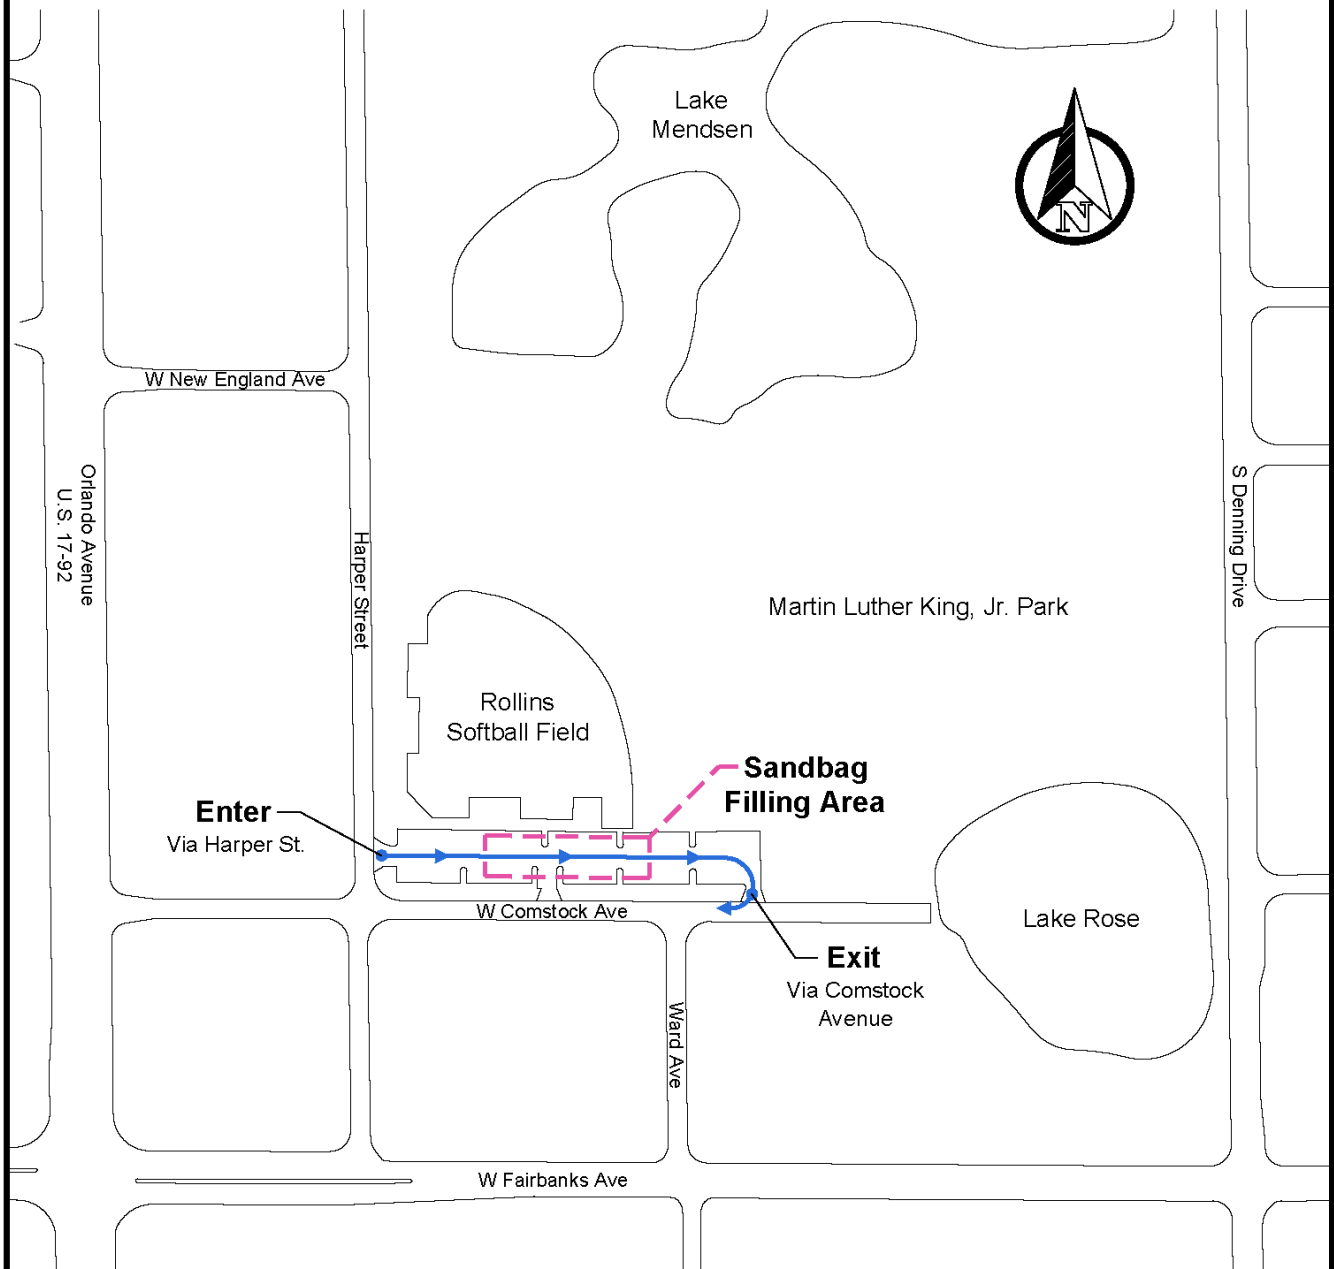 Lake
Mendsen
N
W New England Ave
Orlando Avenue
U.S. 17-92
Harper Street
S Denning Drive
Martin Luther King, Jr. Park
Rollins
Softball Field
Sandbag
Filling Area
Enter
Via Harper St.
W Comstock Ave
Lake Rose
Exit
Via Comstock
Avenue
Ward Ave
W Fairbanks Ave